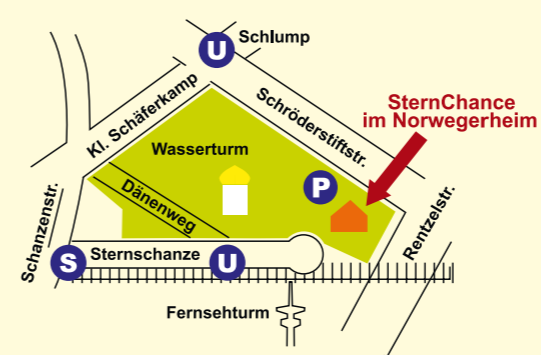 U Schlump
Kl. Schäferkamp
Schröderstiftstr.
SternChance
im Norwegerheim
Wasserturm
P
Dänenweg
Rentzelstr.
Schanzenstr.
S Sternschanze U
Fernsehturm